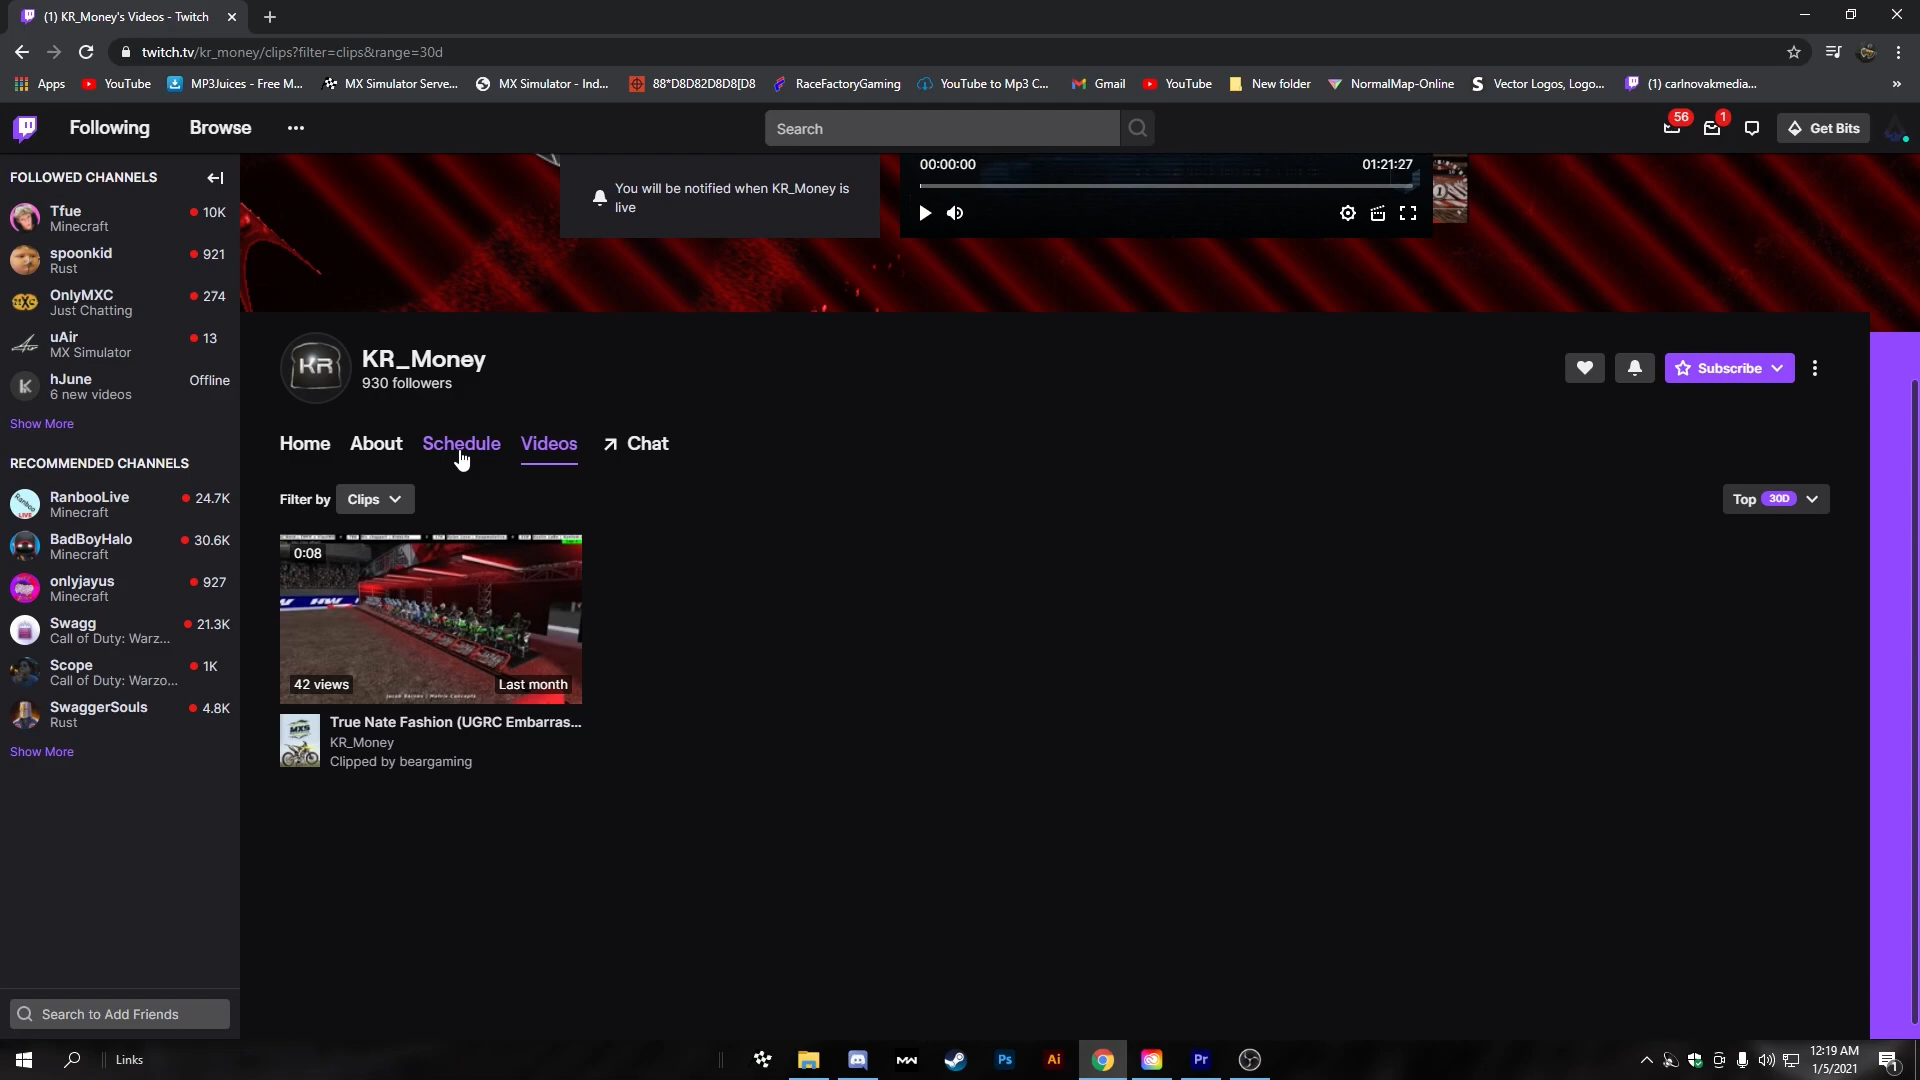 (1) KR_Money's Videos - Twitch
twitch.tv/kr_money/clips?filter=clips&range=30d
Apps YouTube MP3Juices - Free M... MX Simulator Serve... MX Simulator - Ind... 88*D8D82D8D8[D8 RaceFactoryGaming YouTube to Mp3 C... Gmail YouTube New folder NormalMap-Online Vector Logos, Logo... (1) carlnovakmedia... »
Following Browse Search 56 1 Get Bits
FOLLOWED CHANNELS
Tfue 10K
Minecraft
spoonkid 921
Rust
OnlyMXC 274
Just Chatting
uAir 13
MX Simulator
hJune Offline
6 new videos
Show More
RECOMMENDED CHANNELS
RanbooLive 24.7K
Minecraft
BadBoyHalo 30.6K
Minecraft
onlyjayus 927
Minecraft
Swagg 21.3K
Call of Duty: Warz...
Scope 1K
Call of Duty: Warzo...
SwaggerSouls 4.8K
Rust
Show More
Search to Add Friends
You will be notified when KR_Money is
live
00:00:00 01:21:27
KR
KR_Money
930 followers
Subscribe
Home About Schedule Videos Chat
Filter by Clips
Top 30D
0:08
42 views Last month
True Nate Fashion (UGRC Embarras...
KR_Money
Clipped by beargaming
MXS
Links
MW Ps Ai Pr
12:19 AM
1/5/2021
1